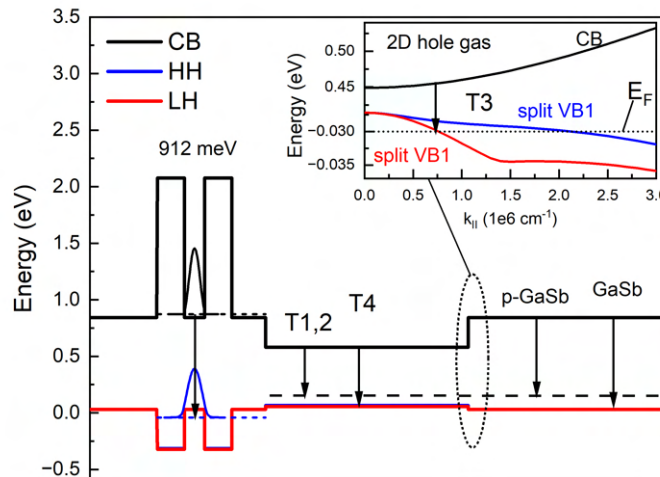 CB
HH
LH
912 meV
T1,2
T4
p-GaSb
GaSb
Energy (eV)
3.5
3.0
2.5
2.0
1.5
1.0
0.5
0.0
−0.5
2D hole gas
CB
T3
split VB1
E_F
split VB1
Energy (eV)
0.50
0.45
−0.030
−0.035
0.0 0.5 1.0 1.5 2.0 2.5 3.0
k_II (1e6 cm⁻¹)